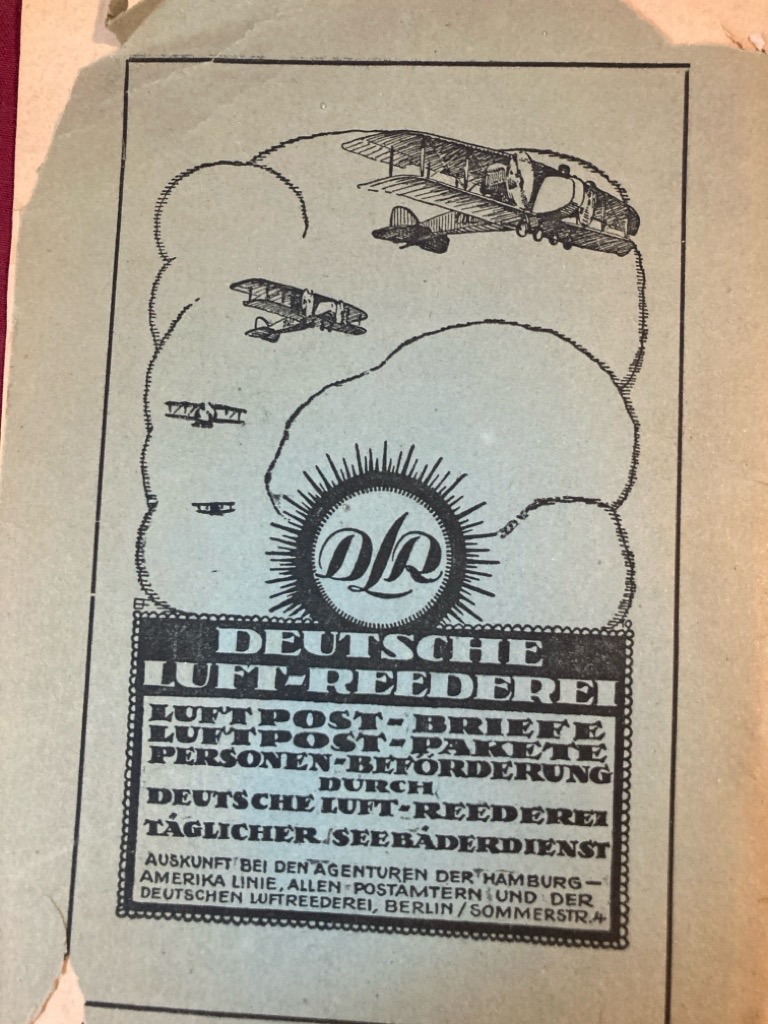 DLR
DEUTSCHE
LUFT-REEDEREI
LUFTPOST-BRIEFE
LUFTPOST-PAKETE
PERSONEN-BEFÖRDERUNG
DURCH
DEUTSCHE LUFT-REEDEREI
TÄGLICHER SEEBÄDERDIENST
AUSKUNFT BEI DEN AGENTUREN DER HAMBURG-
AMERIKA LINIE, ALLEN POSTÄMTERN UND DER
DEUTSCHEN LUFTREEDEREI, BERLIN / SOMMERSTR. 4